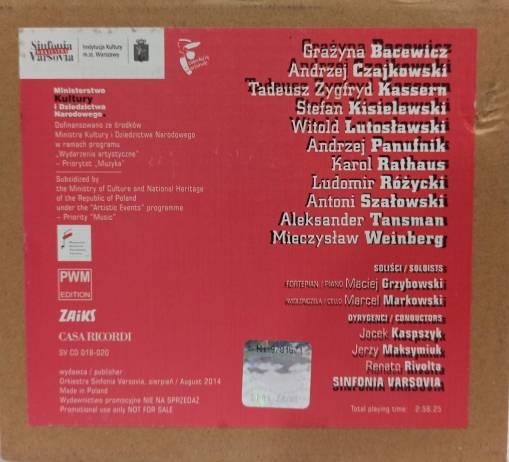 Sinfonia
ORKIESTRA
Varsovia
Instytucja Kultury
m.st. Warszawy
Ministerstwo
Kultury
i Dziedzictwa
Narodowego.
Dofinansowano ze środków
Ministra Kultury i Dziedzictwa Narodowego
w ramach programu
„Wydarzenia artystyczne"
– Priorytet „Muzyka"
Subsidized by
the Ministry of Culture and National Heritage
of the Republic of Poland
under the "Artistic Events" programme
– Priority "Music"
PWM
EDITION
ZAiKS
CASA RICORDI
SV CD 018-020
wydawca / publisher
Orkiestra Sinfonia Varsovia, sierpień / August 2014
Made in Poland
Wydawnictwo promocyjne NIE NA SPRZEDAŻ
Promotional use only NOT FOR SALE
Grażyna Bacewicz
Andrzej Czajkowski
Tadeusz Zygfryd Kassern
Stefan Kisielewski
Witold Lutosławski
Andrzej Panufnik
Karol Rathaus
Ludomir Różycki
Antoni Szałowski
Aleksander Tansman
Mieczysław Weinberg
SOLIŚCI / SOLOISTS
FORTEPIAN / PIANO Maciej Grzybowski
WIOLONCZELA / CELLO Marcel Markowski
DYRYGENCI / CONDUCTORS
Jacek Kaspszyk
Jerzy Maksymiuk
Renato Rivolta
SINFONIA VARSOVIA
Total playing time: 2:58.25